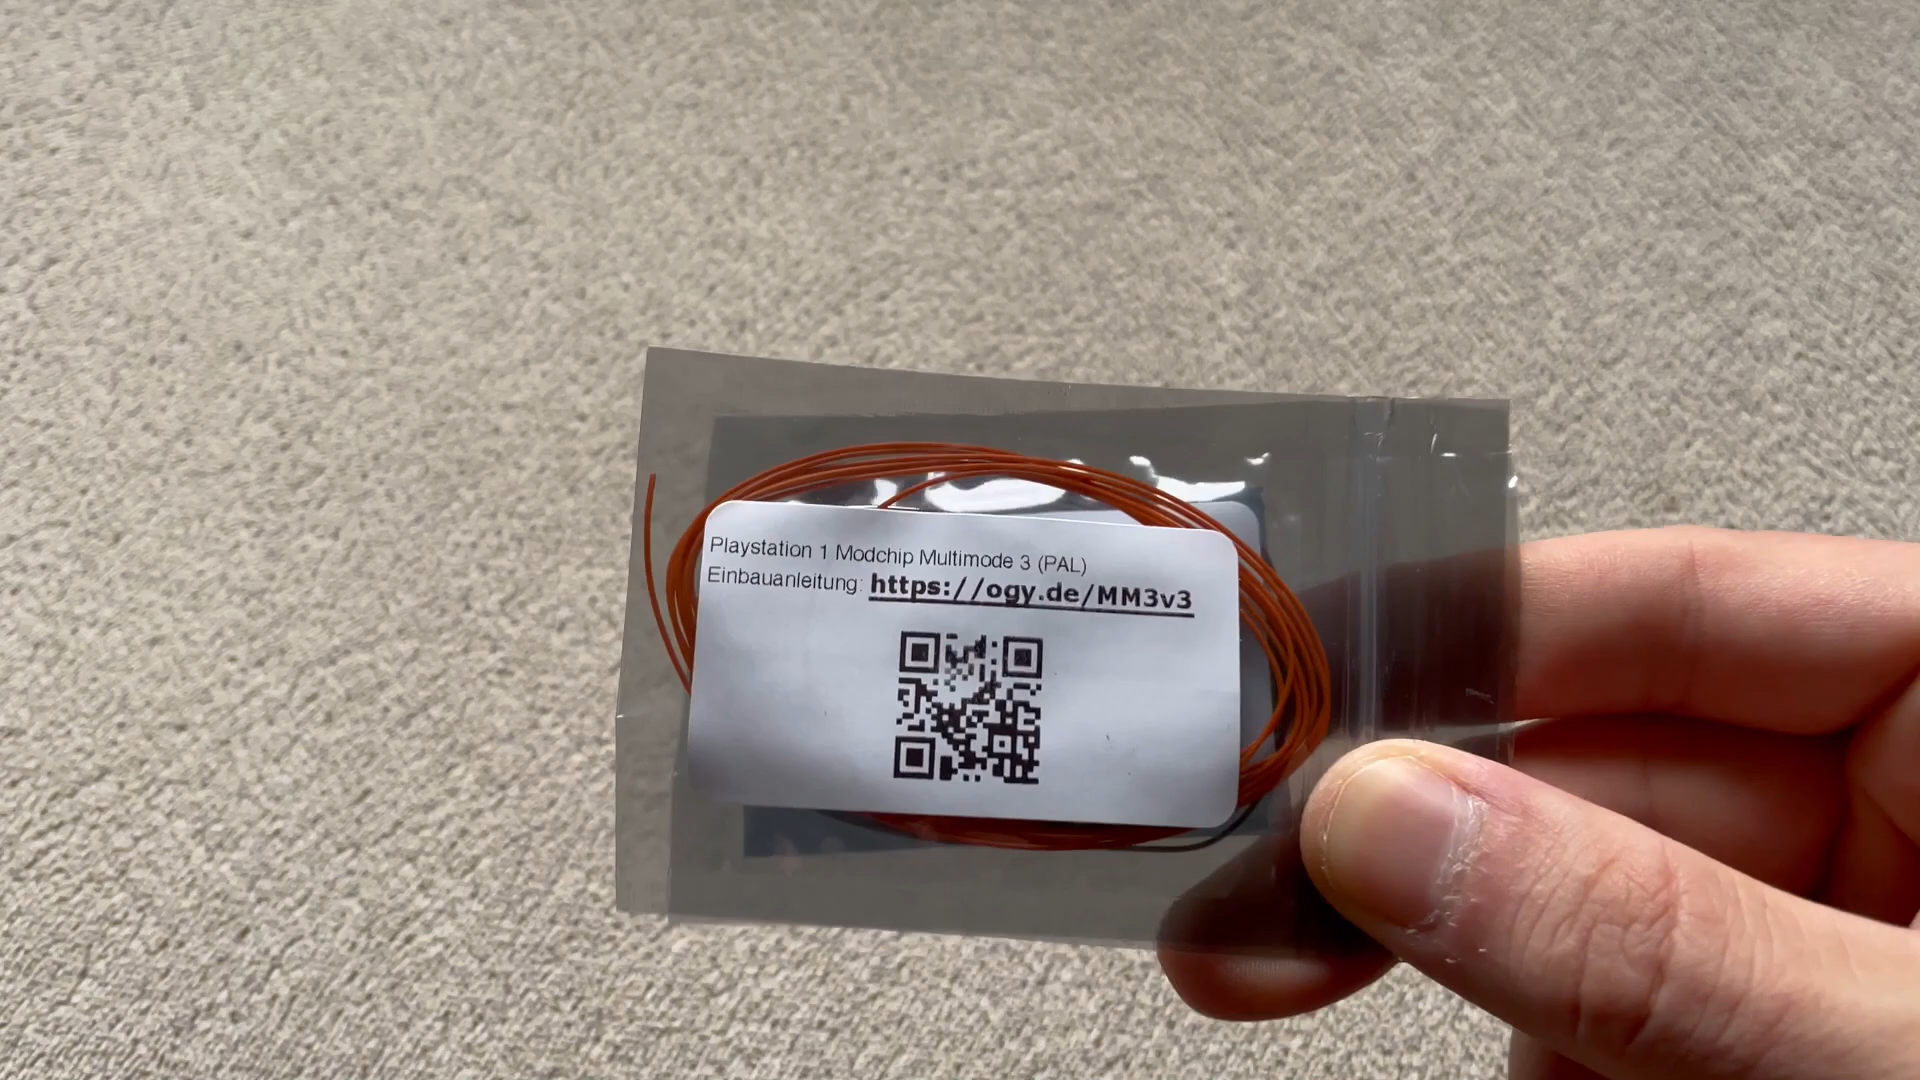 Playstation 1 Modchip Multimode 3 (PAL)
Einbauanleitung: https://ogy.de/MM3v3